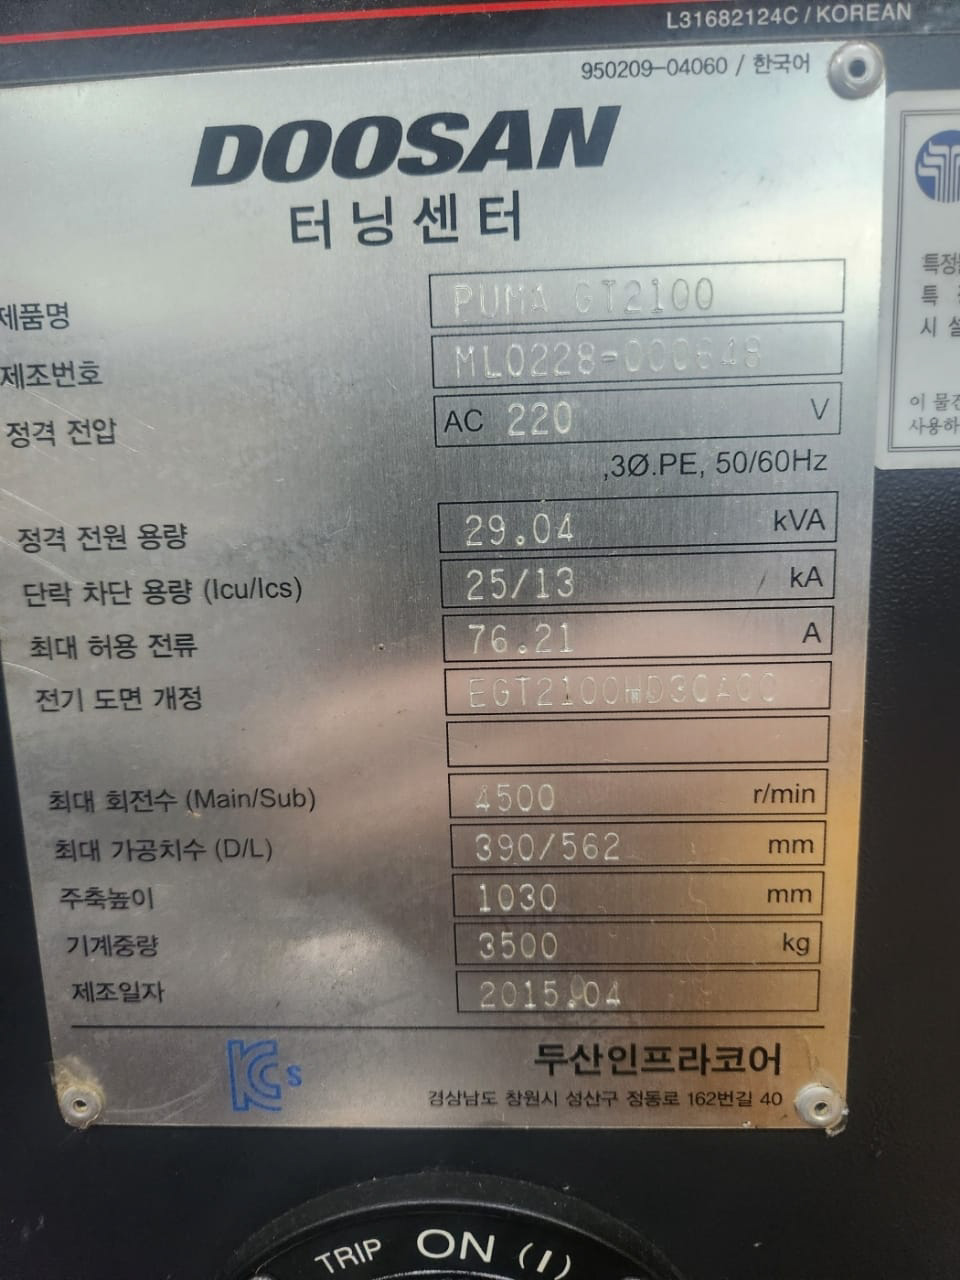 L31682124C / KOREAN
950209-04060 / 한국어
DOOSAN
터닝센터
제품명 PUMA GT2100
제조번호
정격 전압 AC 220 V
,3Ø.PE, 50/60Hz
정격 전원 용량 29.04 kVA
단락 차단 용량 (Icu/Ics) 25/13 kA
최대 허용 전류 76.21 A
전기 도면 개정
최대 회전수 (Main/Sub) 4500 r/min
최대 가공치수 (D/L) 390/562 mm
주축높이 1030 mm
기계중량 3500 kg
제조일자 2015.04
두산인프라코어
경상남도 창원시 성산구 정동로 162번길 40
S
특
시 설
이
TRIP ON (I)